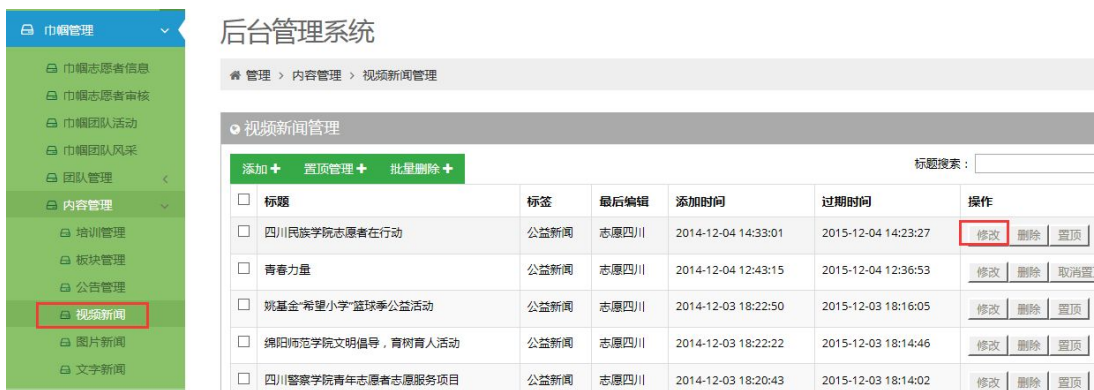 巾帼管理
巾帼志愿者信息
巾帼志愿者审核
巾帼团队活动
巾帼团队风采
团队管理
内容管理
培训管理
板块管理
公告管理
视频新闻
图片新闻
文字新闻
后台管理系统
管理 > 内容管理 > 视频新闻管理
视频新闻管理
添加+ 置顶管理+ 批量删除+ 标题搜索：
标题 标签 最后编辑 添加时间 过期时间 操作
四川民族学院志愿者在行动 公益新闻 志愿四川 2014-12-04 14:33:01 2015-12-04 14:23:27 修改 删除 置顶
青春力量 公益新闻 志愿四川 2014-12-04 12:43:15 2015-12-04 12:36:53 修改 删除 取消置
姚基金“希望小学”篮球季公益活动 公益新闻 志愿四川 2014-12-03 18:22:50 2015-12-03 18:16:05 修改 删除 置顶
绵阳师范学院文明倡导，育树育人活动 公益新闻 志愿四川 2014-12-03 18:22:22 2015-12-03 18:14:46 修改 删除 置顶
四川警察学院青年志愿者志愿服务项目 公益新闻 志愿四川 2014-12-03 18:20:43 2015-12-03 18:14:02 修改 删除 置顶